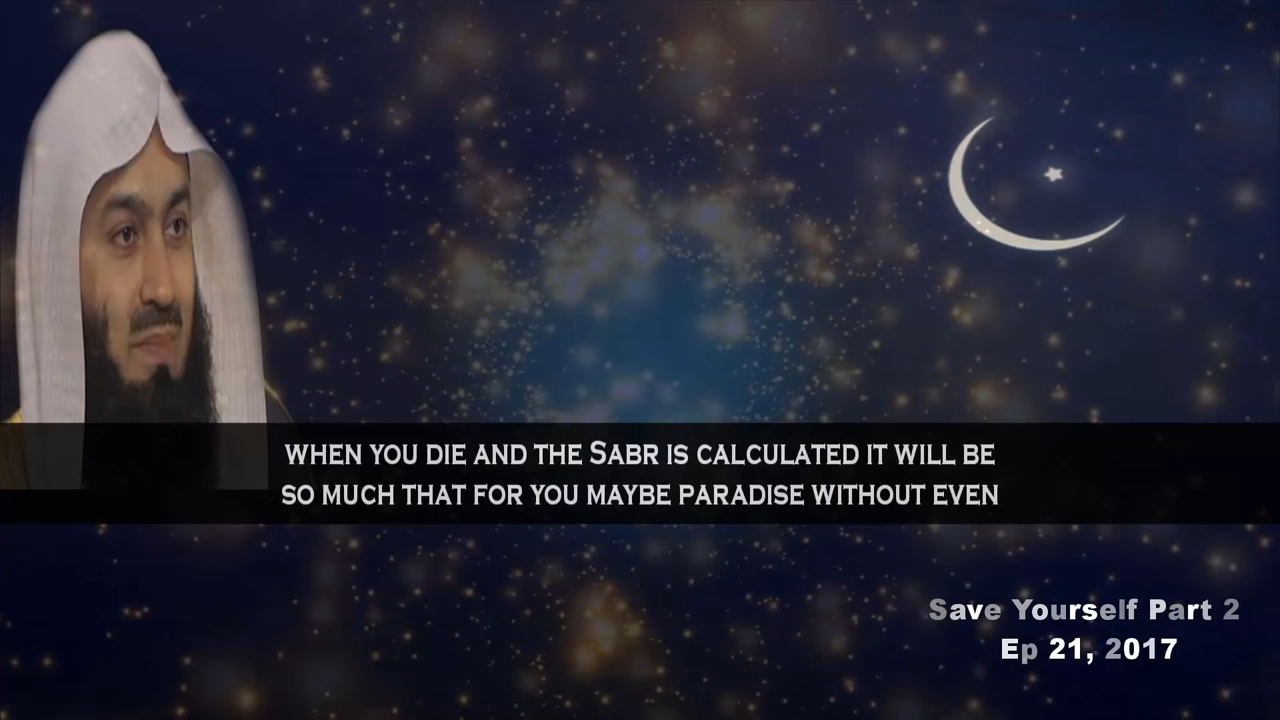 WHEN YOU DIE AND THE SABR IS CALCULATED IT WILL BE
SO MUCH THAT FOR YOU MAYBE PARADISE WITHOUT EVEN
Save Yourself Part 2
Ep 21, 2017